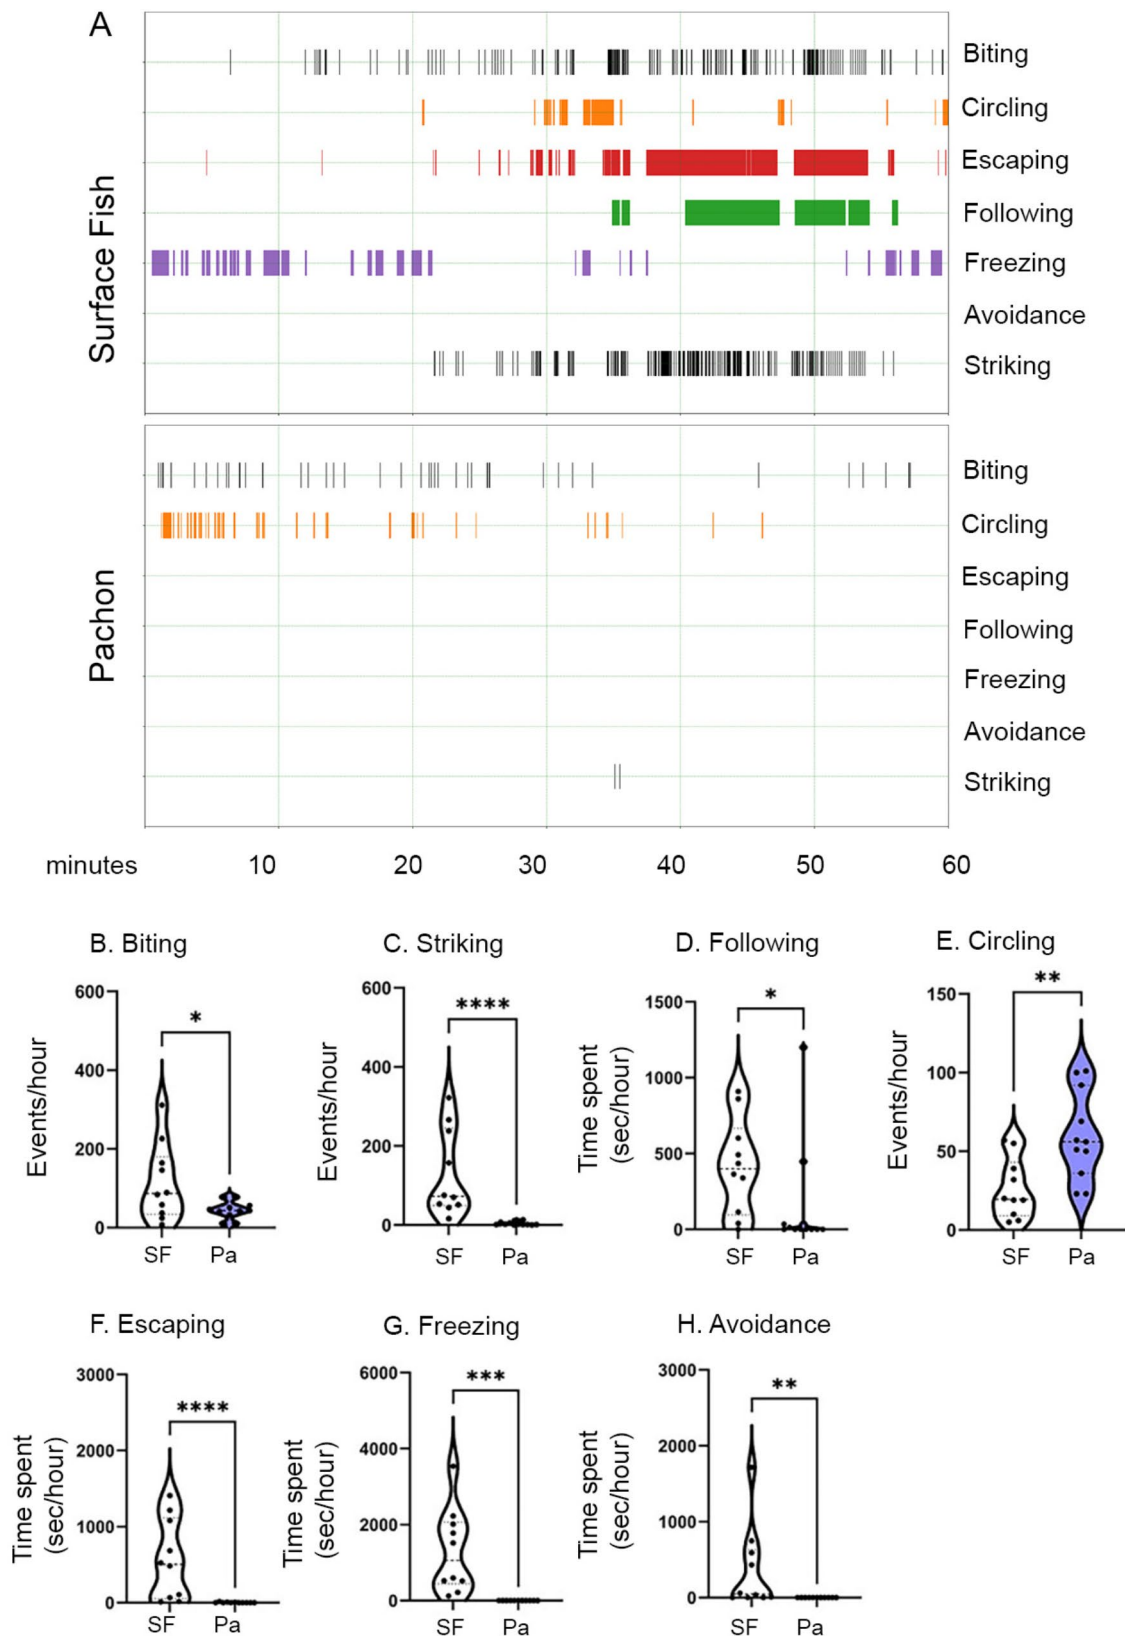 A
Surface Fish
Biting
Circling
Escaping
Following
Freezing
Avoidance
Striking
Pachon
Biting
Circling
Escaping
Following
Freezing
Avoidance
Striking
minutes 10 20 30 40 50 60
B. Biting
Events/hour
600
400
200
0
*
SF Pa
C. Striking
Events/hour
600
400
200
0
****
SF Pa
D. Following
Time spent
(sec/hour)
1500
1000
500
0
*
SF Pa
E. Circling
Events/hour
150
100
50
0
**
SF Pa
F. Escaping
Time spent
(sec/hour)
3000
2000
1000
0
****
SF Pa
G. Freezing
Time spent
(sec/hour)
6000
4000
2000
0
***
SF Pa
H. Avoidance
Time spent
(sec/hour)
3000
2000
1000
0
**
SF Pa